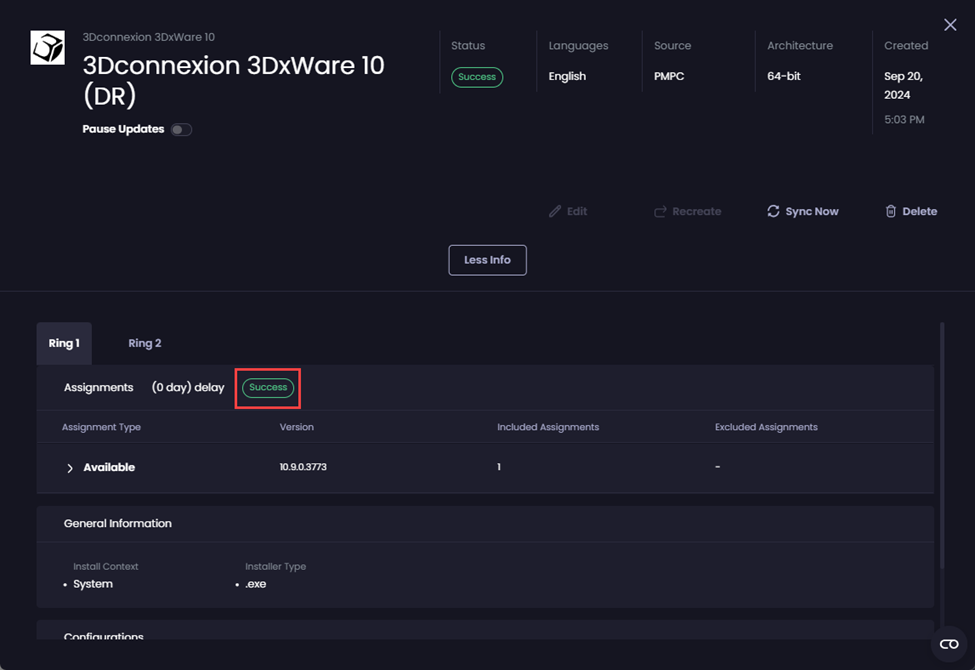 3Dconnexion 3DxWare 10
3Dconnexion 3DxWare 10
(DR)
Pause Updates
Status
Success
Languages
English
Source
PMPC
Architecture
64-bit
Created
Sep 20,
2024
5:03 PM
Edit
Recreate
Sync Now
Delete
Less Info
Ring 1
Ring 2
Assignments (0 day) delay Success
Assignment Type Version Included Assignments Excluded Assignments
Available 10.9.0.3773 1 -
General Information
Install Context Installer Type
• System • .exe
Configurations